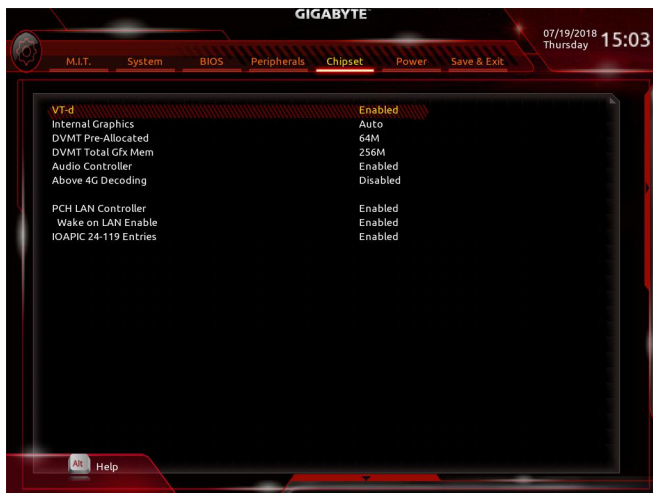 GIGABYTE™
07/19/2018 Thursday 15:03
M.I.T. System BIOS Peripherals Chipset Power Save & Exit
VT-d Enabled
Internal Graphics Auto
DVMT Pre-Allocated 64M
DVMT Total Gfx Mem 256M
Audio Controller Enabled
Above 4G Decoding Disabled
PCH LAN Controller Enabled
Wake on LAN Enable Enabled
IOAPIC 24-119 Entries Enabled
Alt Help